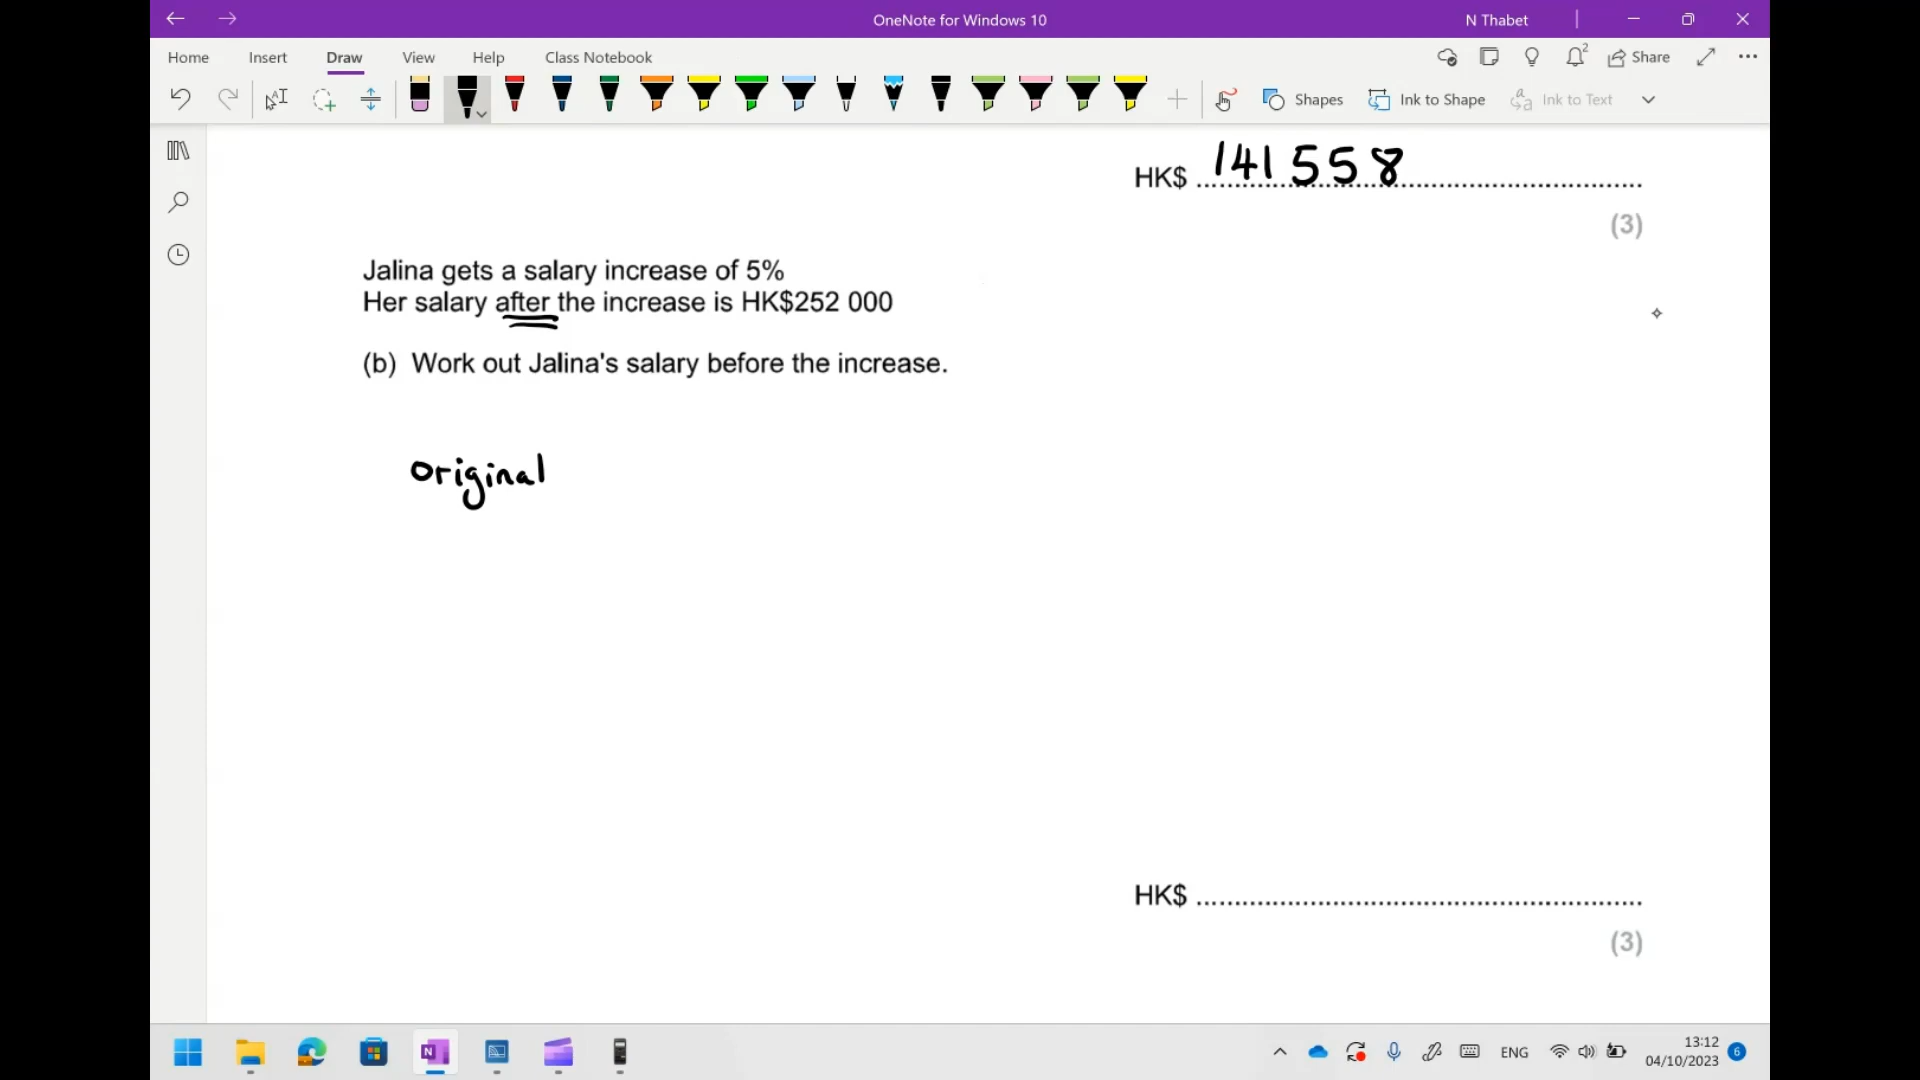 OneNote for Windows 10
N Thabet
Home Insert Draw View Help Class Notebook
2
Share
Shapes
Ink to Shape
Ink to Text
HK$ 141 558
(3)
Jalina gets a salary increase of 5%
Her salary after the increase is HK$252 000
(b) Work out Jalina's salary before the increase.
original
HK$
(3)
ENG
13:12
04/10/2023
6